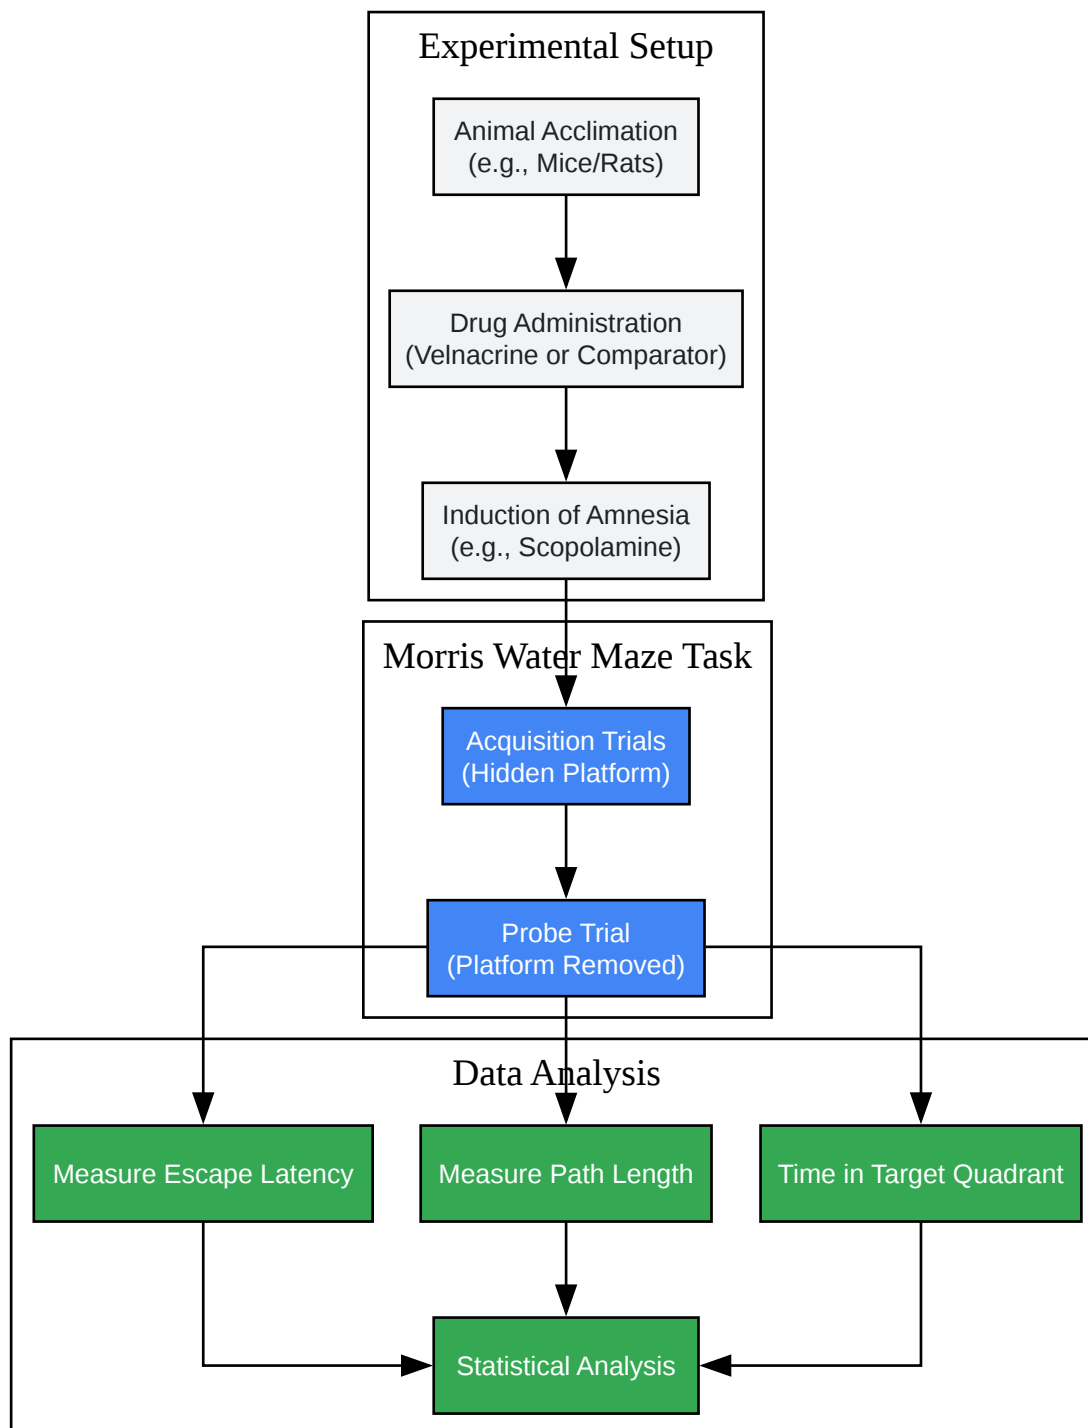 Experimental Setup
Animal Acclimation
(e.g., Mice/Rats)
Drug Administration
(Velnacrine or Comparator)
Induction of Amnesia
(e.g., Scopolamine)
Morris Water Maze Task
Acquisition Trials
(Hidden Platform)
Probe Trial
(Platform Removed)
Data Analysis
Measure Escape Latency
Measure Path Length
Time in Target Quadrant
Statistical Analysis